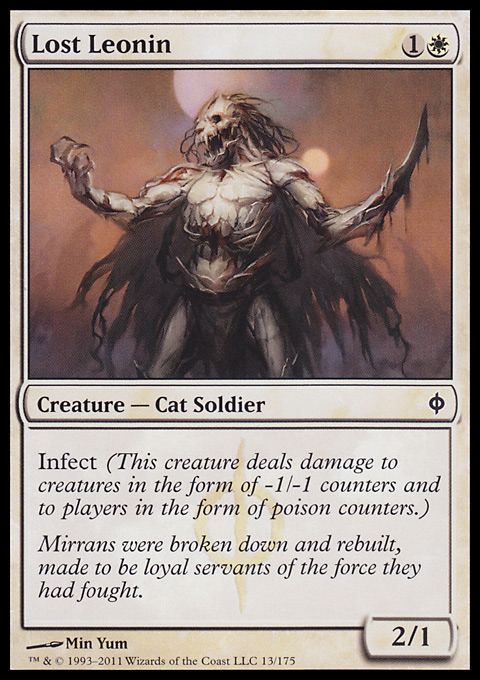 Lost Leonin 1
Creature — Cat Soldier
Infect (This creature deals damage to
creatures in the form of -1/-1 counters and
to players in the form of poison counters.)
Mirrans were broken down and rebuilt,
made to be loyal servants of the force they
had fought.
Min Yum
2/1
™ & © 1993–2011 Wizards of the Coast LLC 13/175